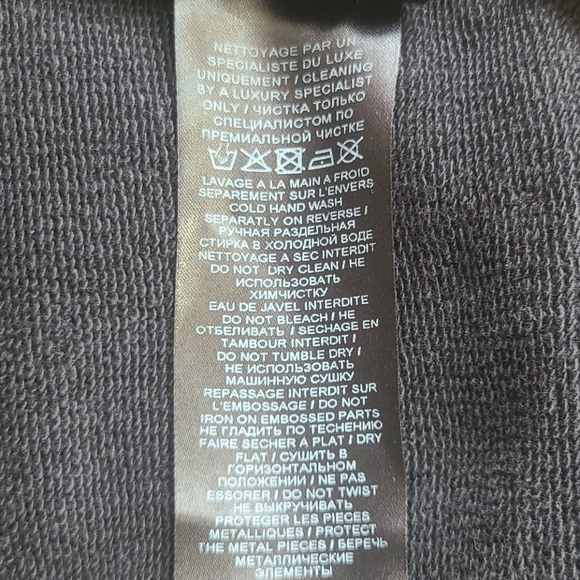 NETTOYAGE PAR UN
SPECIALISTE DU LUXE
UNIQUEMENT / CLEANING
BY A LUXURY SPECIALIST
ONLY / ЧИСТКА ТОЛЬКО
СПЕЦИАЛИСТОМ ПО
ПРЕМИАЛЬНОЙ ЧИСТКЕ
LAVAGE A LA MAIN A FROID
SEPAREMENT SUR L'ENVERS
COLD HAND WASH
SEPARATLY ON REVERSE /
РУЧНАЯ РАЗДЕЛЬНАЯ
СТИРКА В ХОЛОДНОЙ ВОДЕ
NETTOYAGE A SEC INTERDIT
DO NOT DRY CLEAN / НЕ
ИСПОЛЬЗОВАТЬ
ХИМЧИСТКУ
EAU DE JAVEL INTERDITE
DO NOT BLEACH / НЕ
ОТБЕЛИВАТЬ / SECHAGE EN
TAMBOUR INTERDIT /
DO NOT TUMBLE DRY /
НЕ ИСПОЛЬЗОВАТЬ
МАШИННУЮ СУШКУ
REPASSAGE INTERDIT SUR
L'EMBOSSAGE / DO NOT
IRON ON EMBOSSED PARTS
НЕ ГЛАДИТЬ ПО ТЕСНЕНИЮ
FAIRE SECHER A PLAT / DRY
FLAT / СУШИТЬ В
ГОРИЗОНТАЛЬНОМ
ПОЛОЖЕНИИ / NE PAS
ESSORER / DO NOT TWIST
НЕ ВЫКРУЧИВАТЬ
PROTEGER LES PIECES
METALLIQUES / PROTECT
THE METAL PIECES / БЕРЕЧЬ
МЕТАЛЛИЧЕСКИЕ
ЭЛЕМЕНТЫ